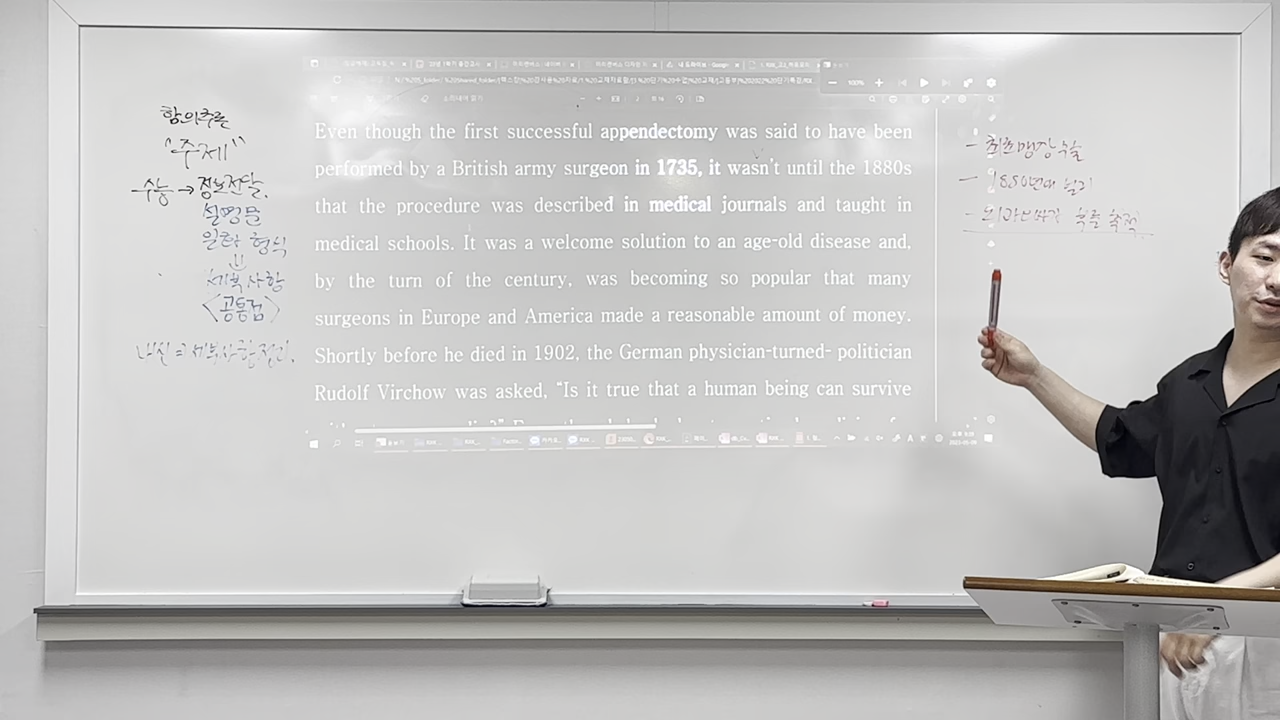 함의추론
"주제"
수능 → 정보전달.
설명문
일화 형식
⇓
세부사항
<공통점>
내신 = 세부사항 정리.
100%
Even though the first successful appendectomy was said to have been
performed by a British army surgeon in 1735, it wasn't until the 1880s
that the procedure was described in medical journals and taught in
medical schools. It was a welcome solution to an age-old disease and,
by the turn of the century, was becoming so popular that many
surgeons in Europe and America made a reasonable amount of money.
Shortly before he died in 1902, the German physician-turned- politician
Rudolf Virchow was asked, "Is it true that a human being can survive
- 최초맹장수술
- 1880년대 널리